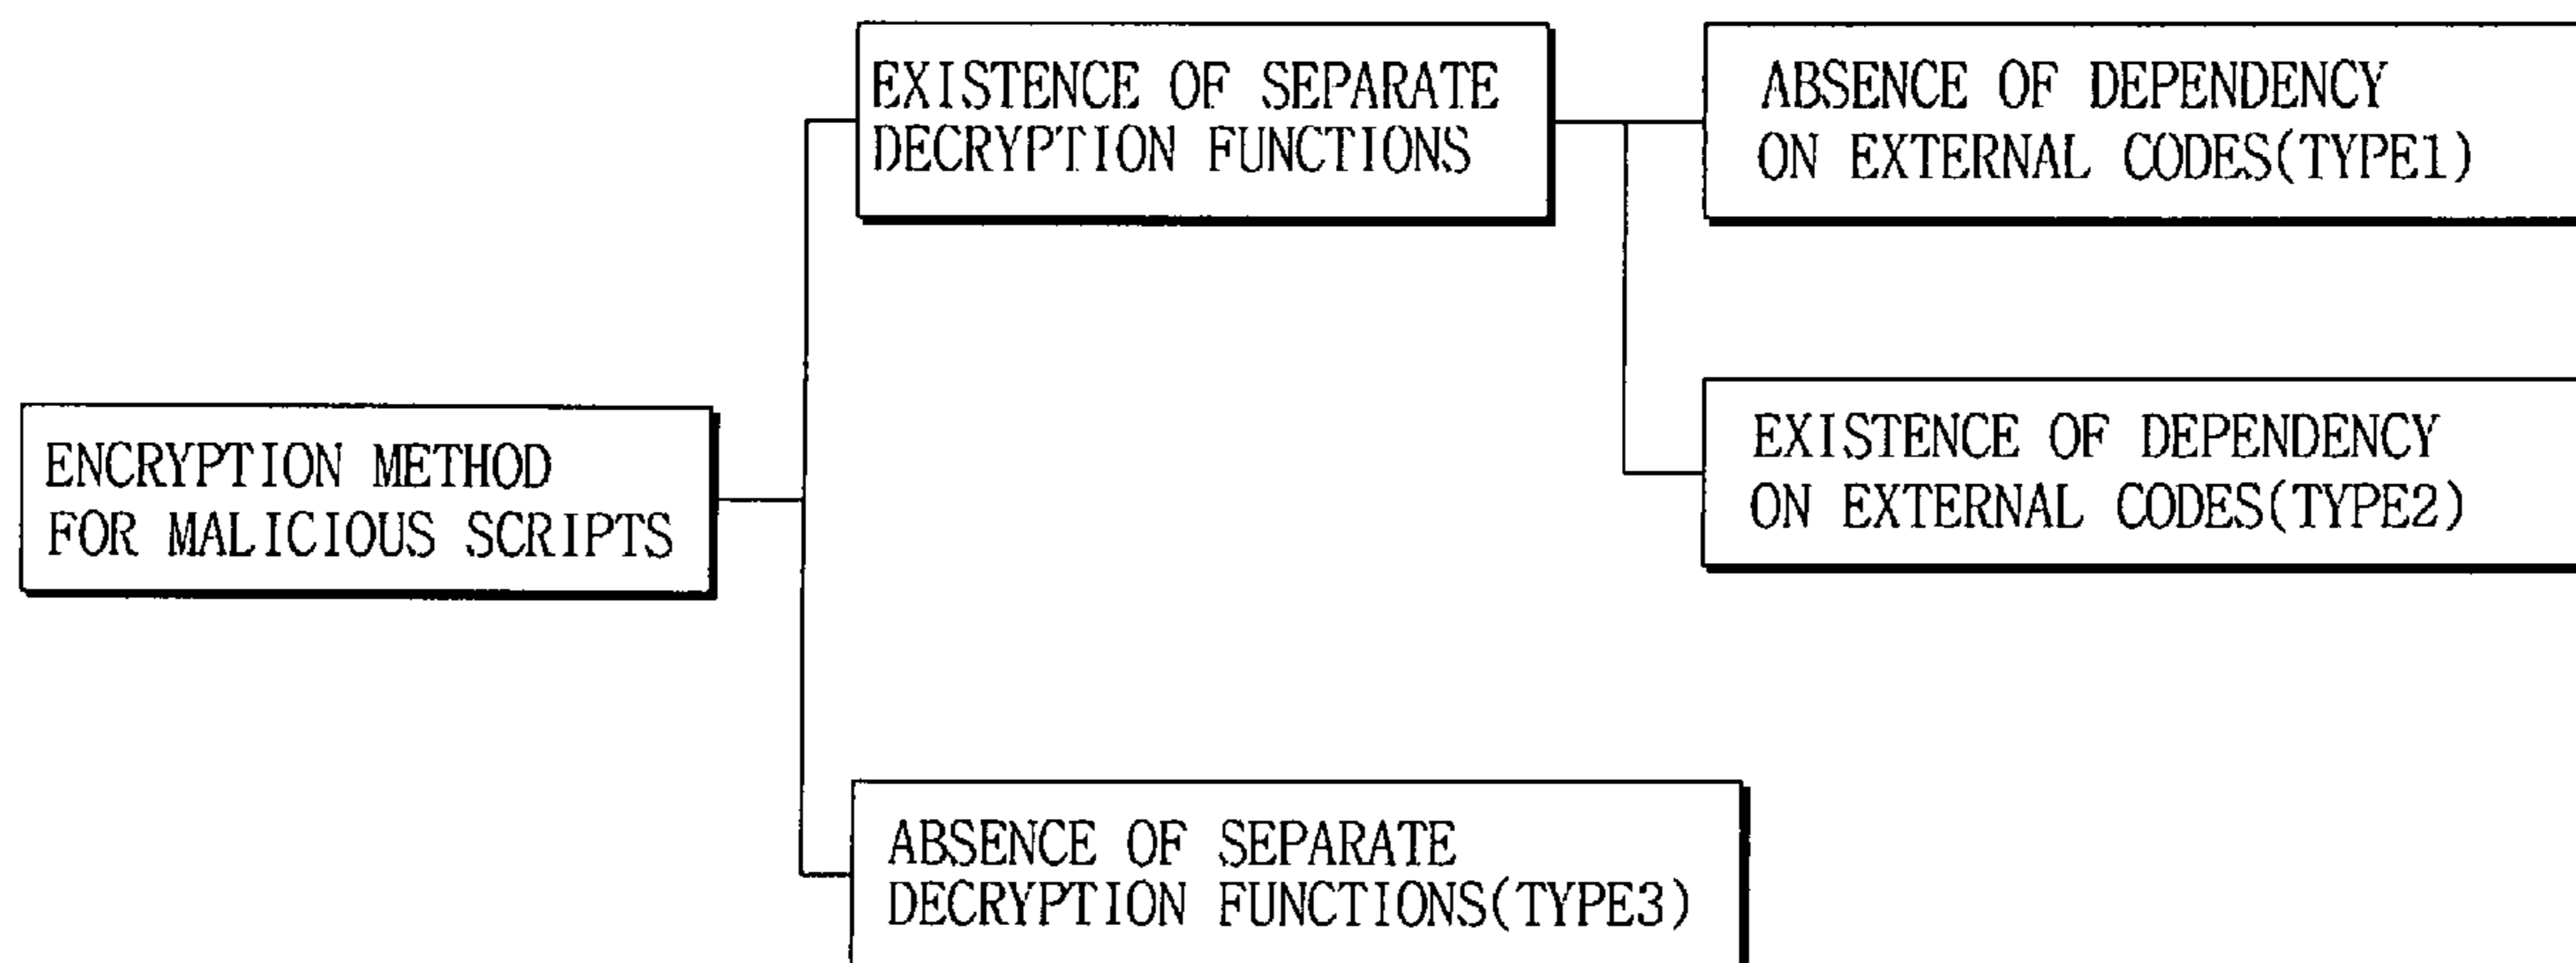 EXISTENCE OF SEPARATE
DECRYPTION FUNCTIONS
ABSENCE OF DEPENDENCY
ON EXTERNAL CODES(TYPE1)
EXISTENCE OF DEPENDENCY
ON EXTERNAL CODES(TYPE2)
ENCRYPTION METHOD
FOR MALICIOUS SCRIPTS
ABSENCE OF SEPARATE
DECRYPTION FUNCTIONS(TYPE3)